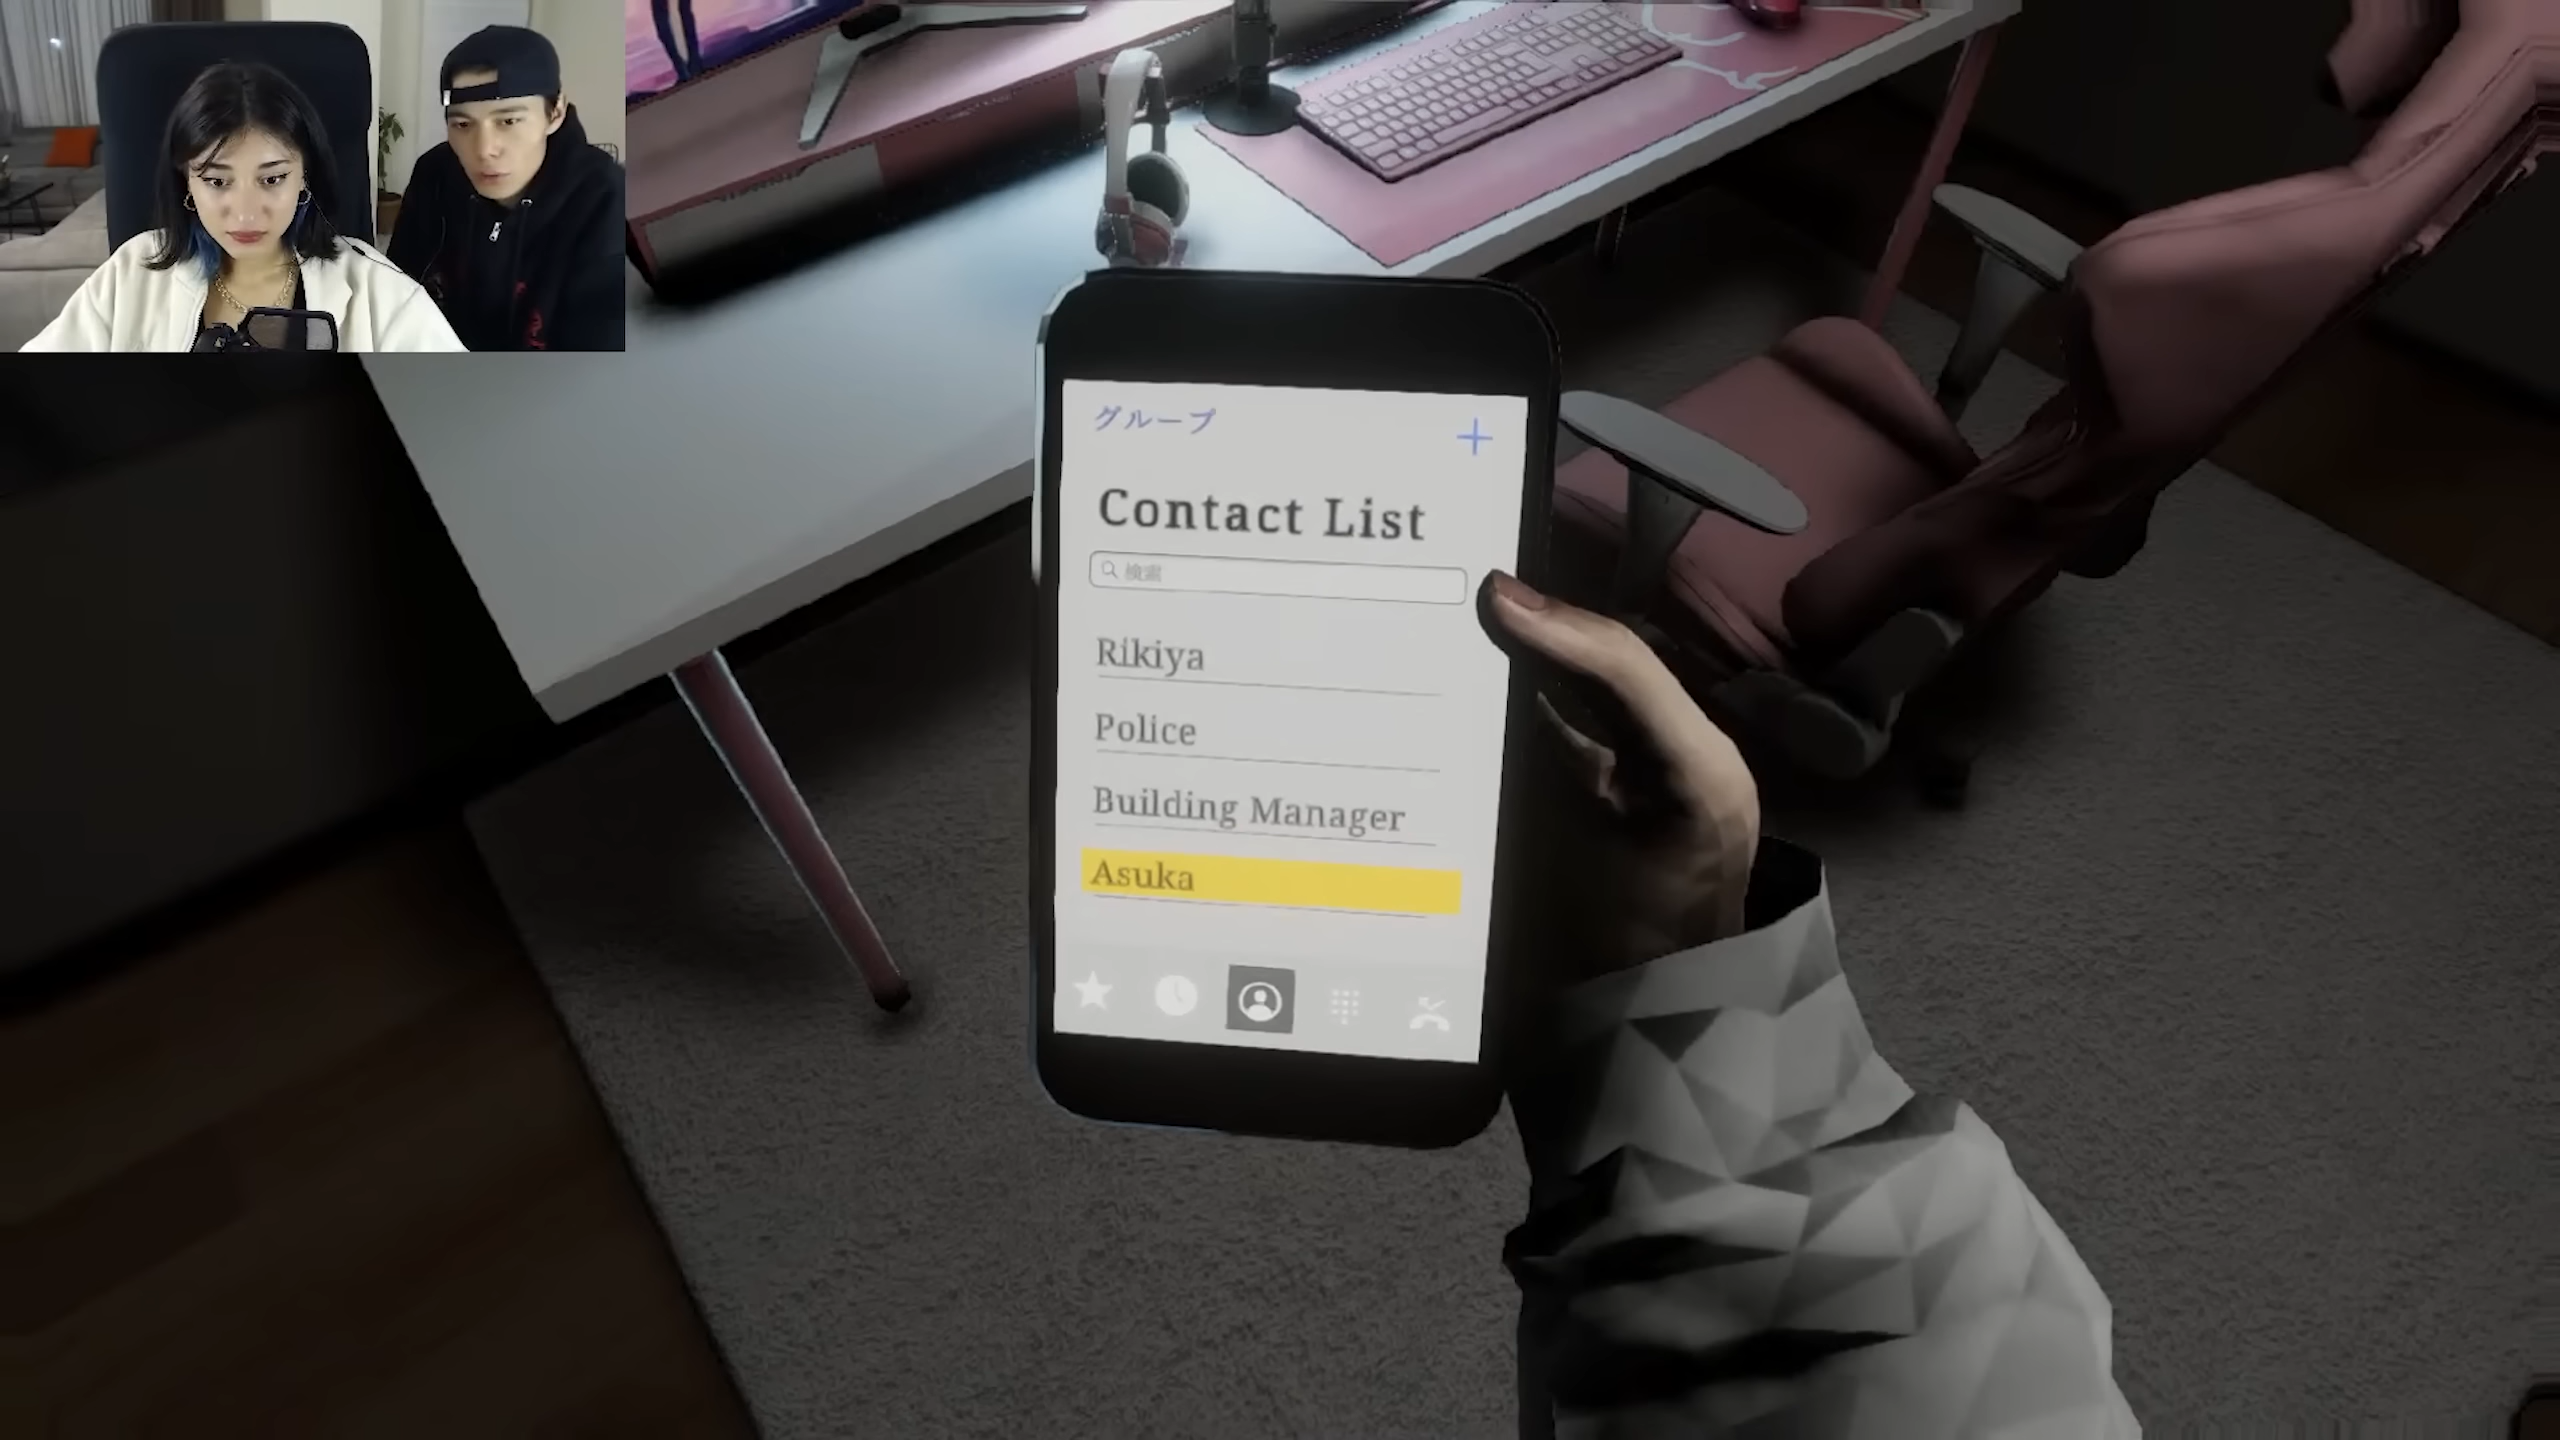 グループ
Contact List
検索
Rikiya
Police
Building Manager
Asuka